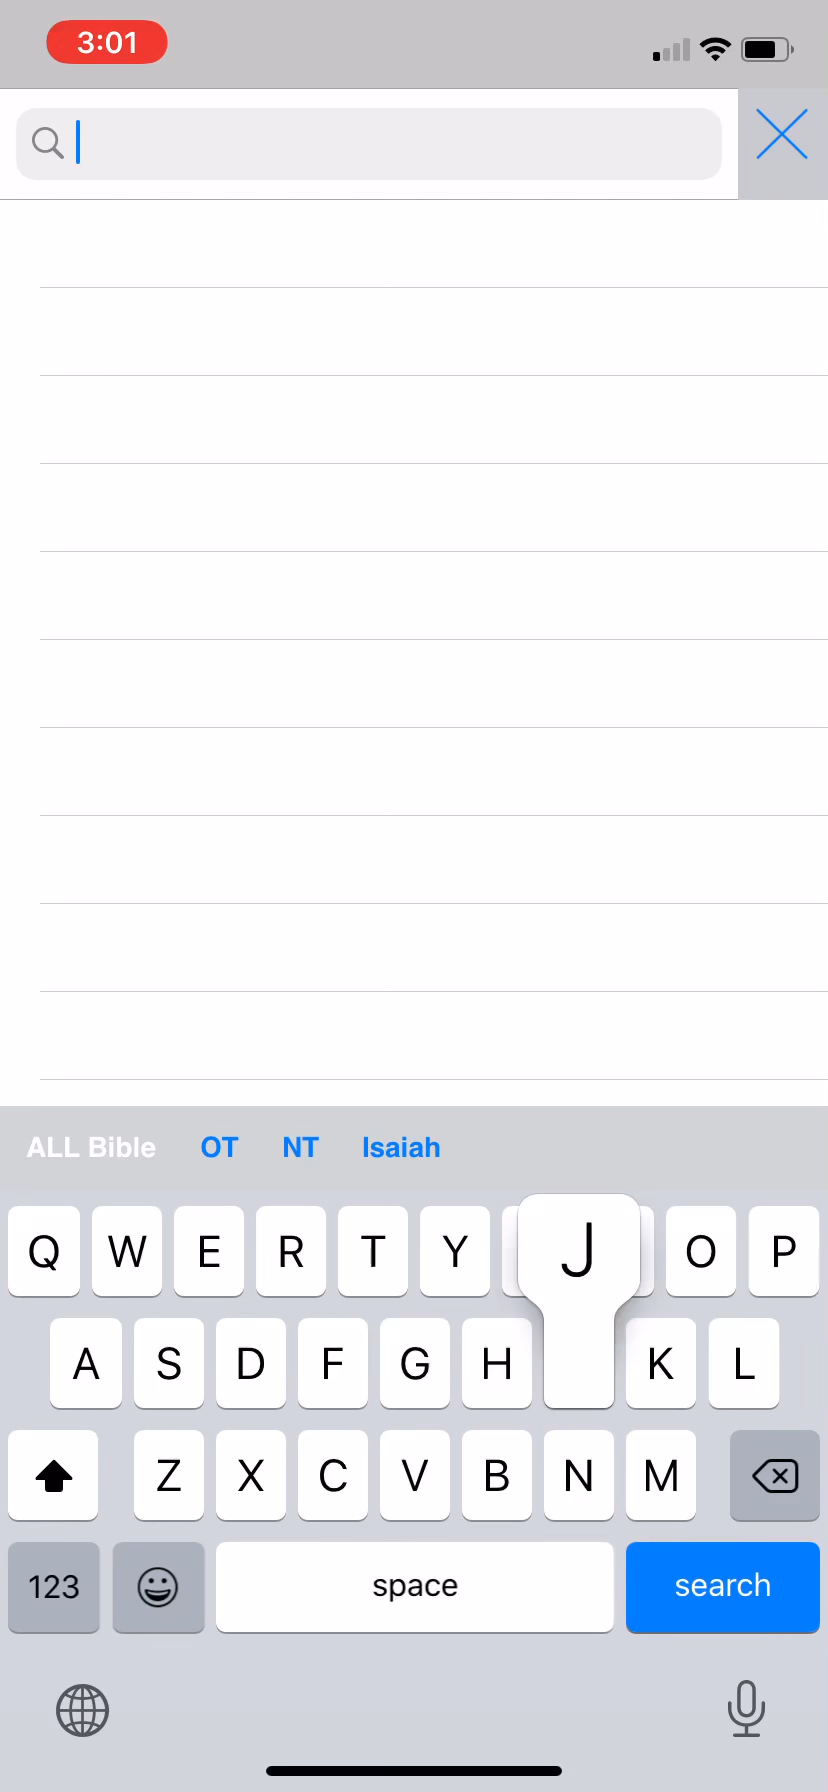 3:01
ALL Bible OT NT Isaiah
Q W E R T Y J O P
A S D F G H K L
Z X C V B N M
123 space search